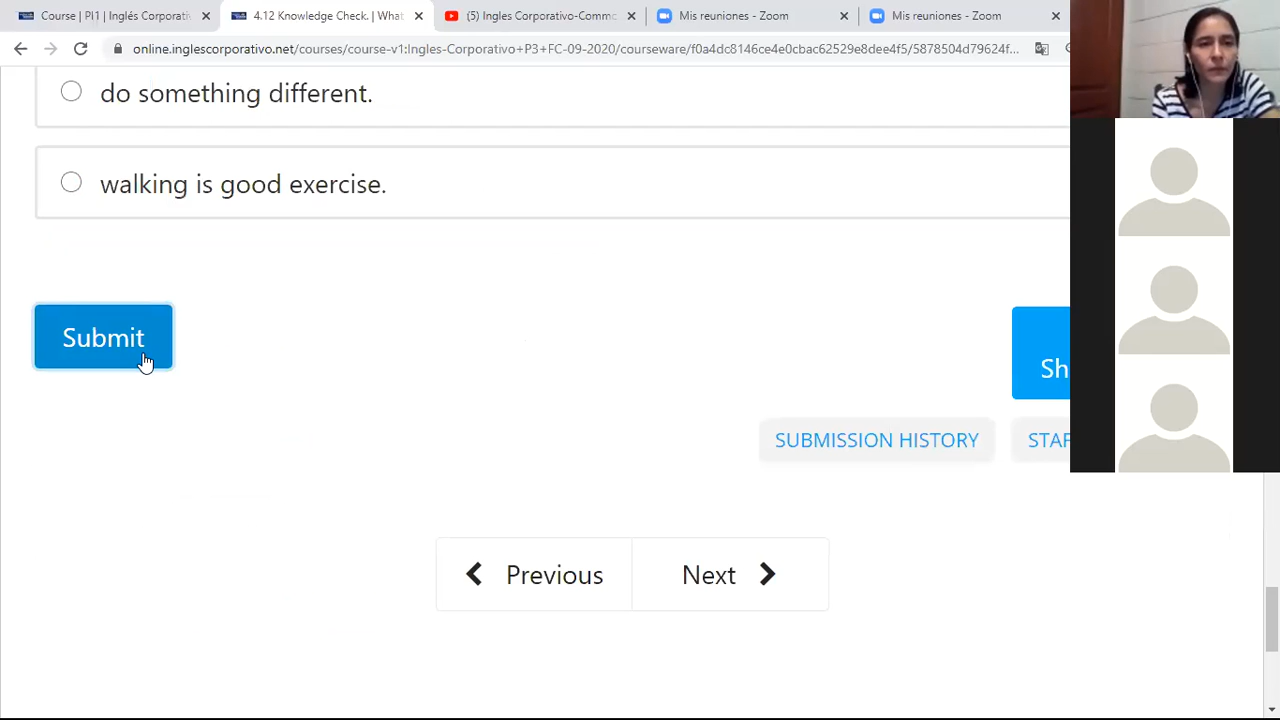 Course | Pi1 | Inglés Corporati
4.12 Knowledge Check. | What
(5) Ingles-Corporativo-Commo
Mis reuniones - Zoom
Mis reuniones - Zoom
online.inglescorporativo.net/courses/course-v1:Ingles-Corporativo+P3+FC-09-2020/courseware/f0a4dc8146ce4e0cbac62529e8dee4f5/5878504d79624f...
do something different.
walking is good exercise.
Submit
Sh
SUBMISSION HISTORY
STAF
Previous
Next